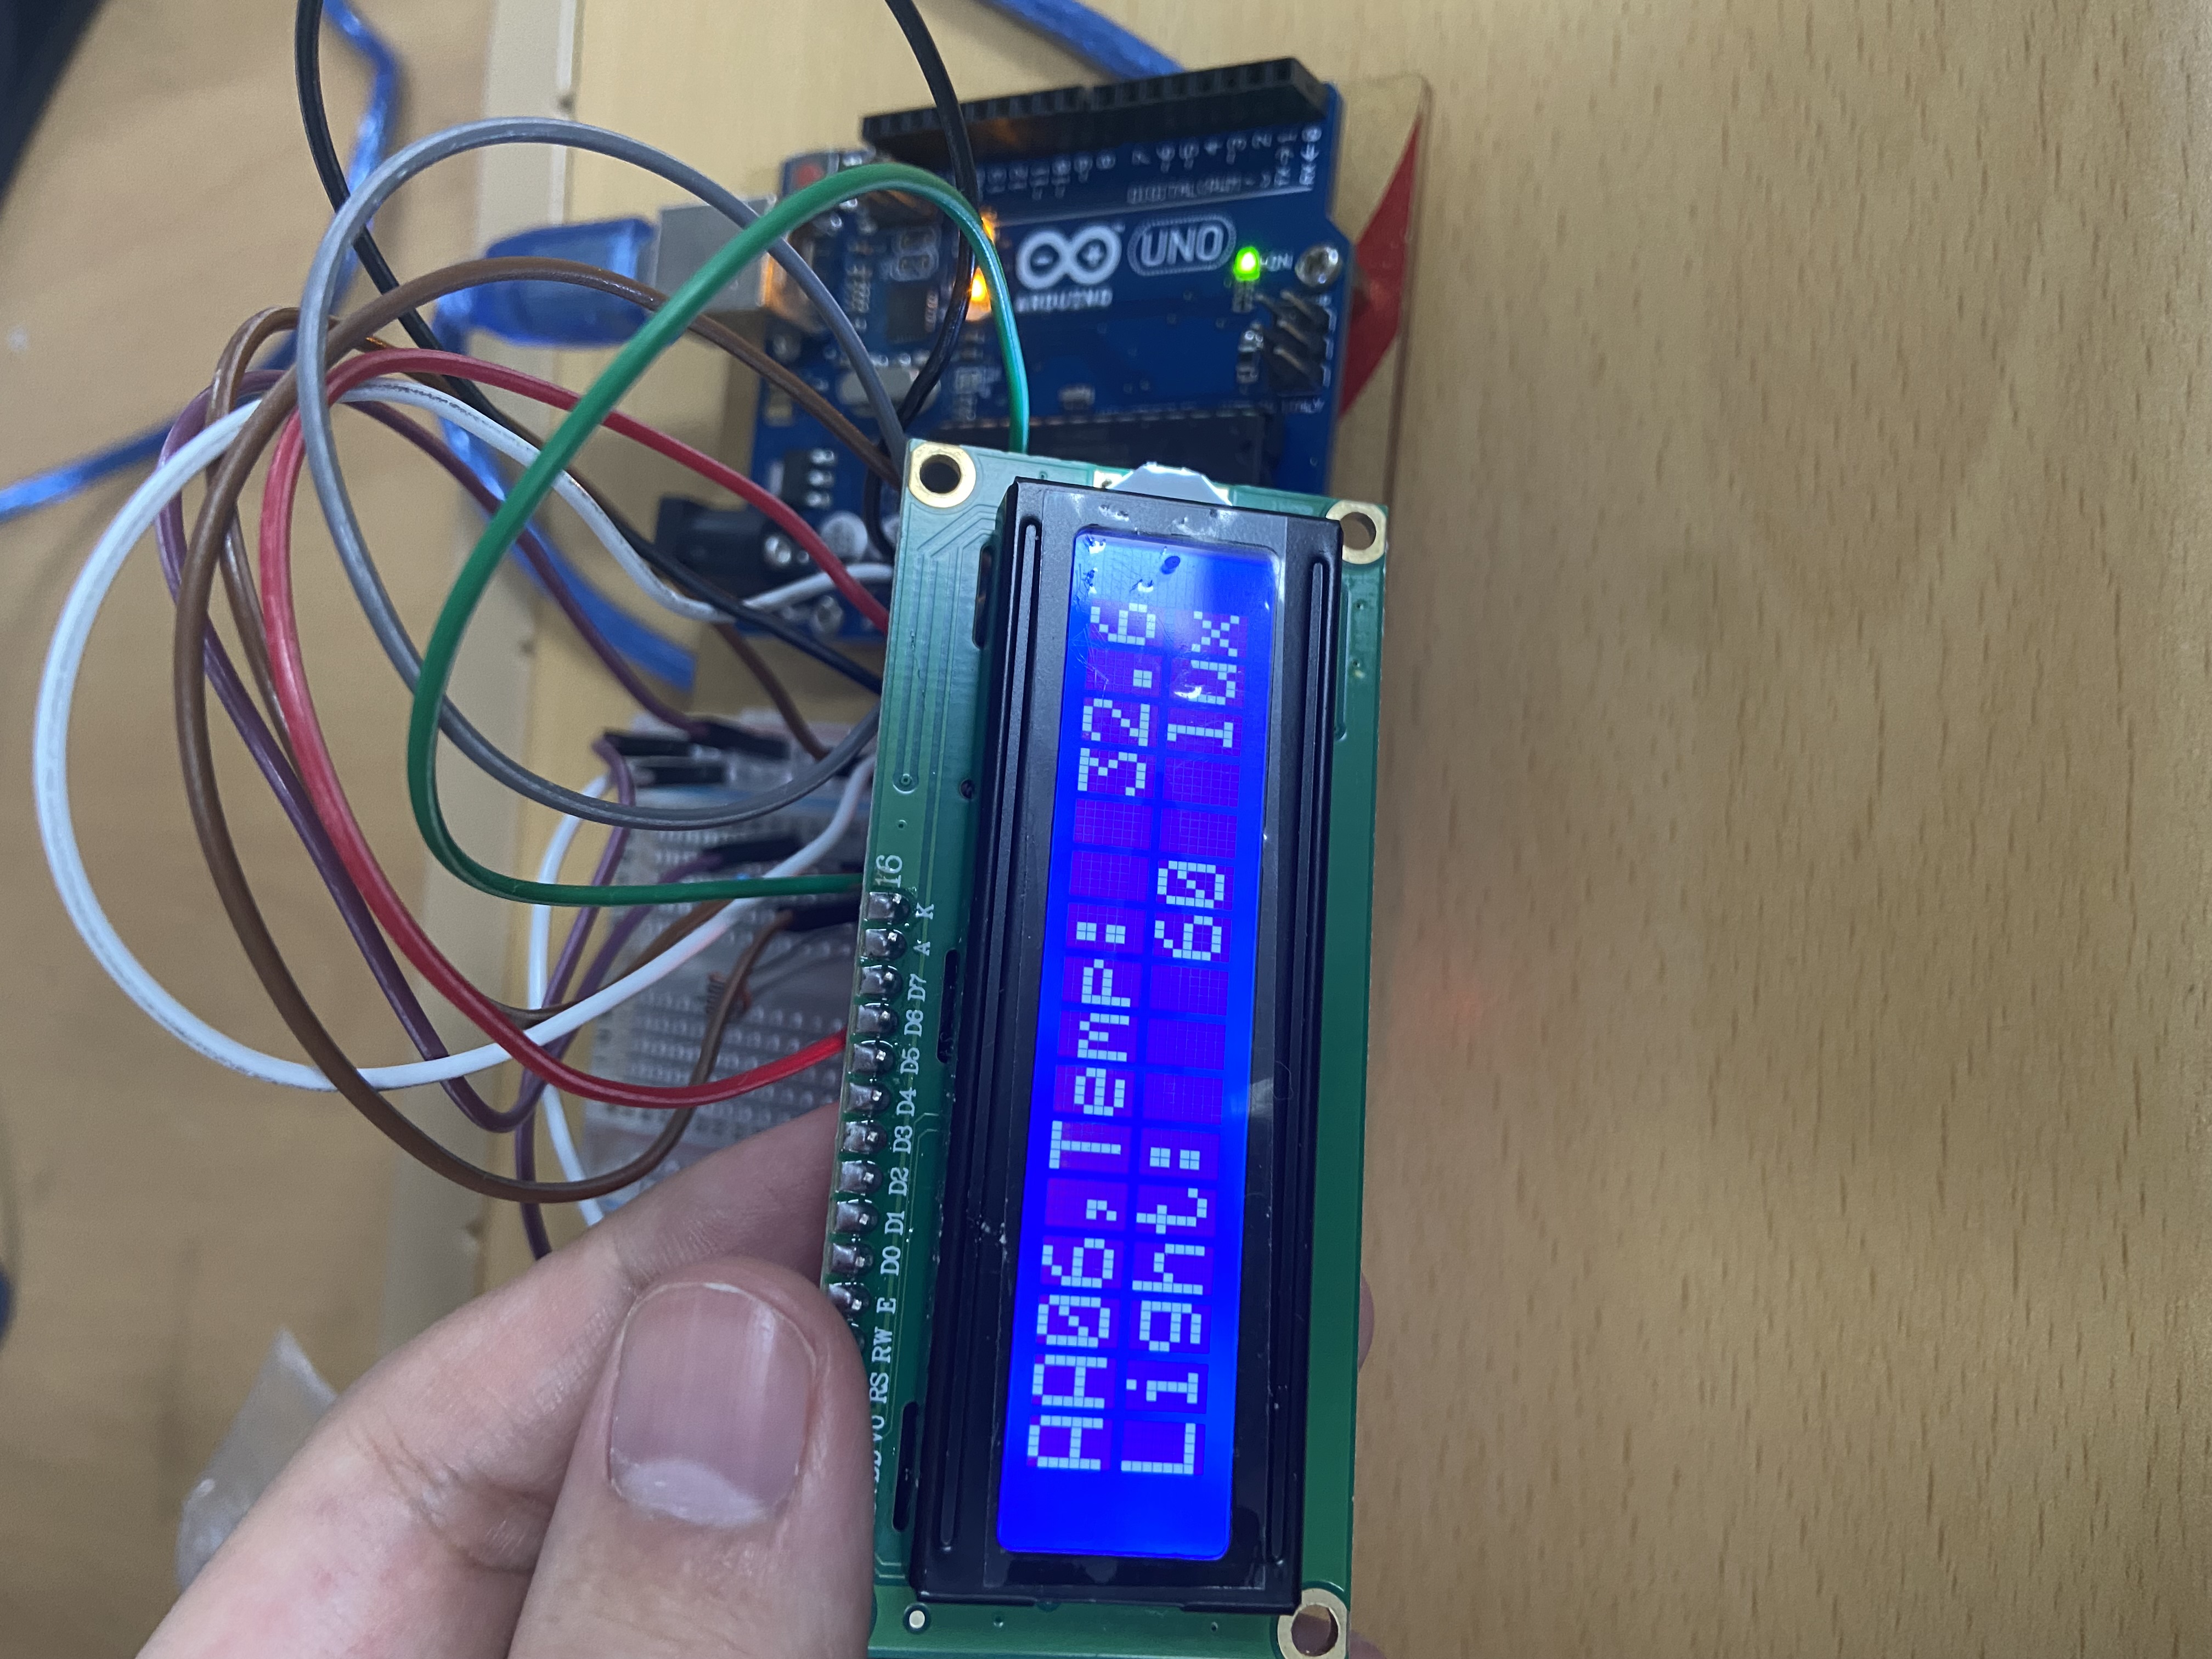 RS RW E D0 D1 D2 D3 D4 D5 D6 D7 A K 16
AA06,Temp:  32.6
Light:   60  lux
UNO